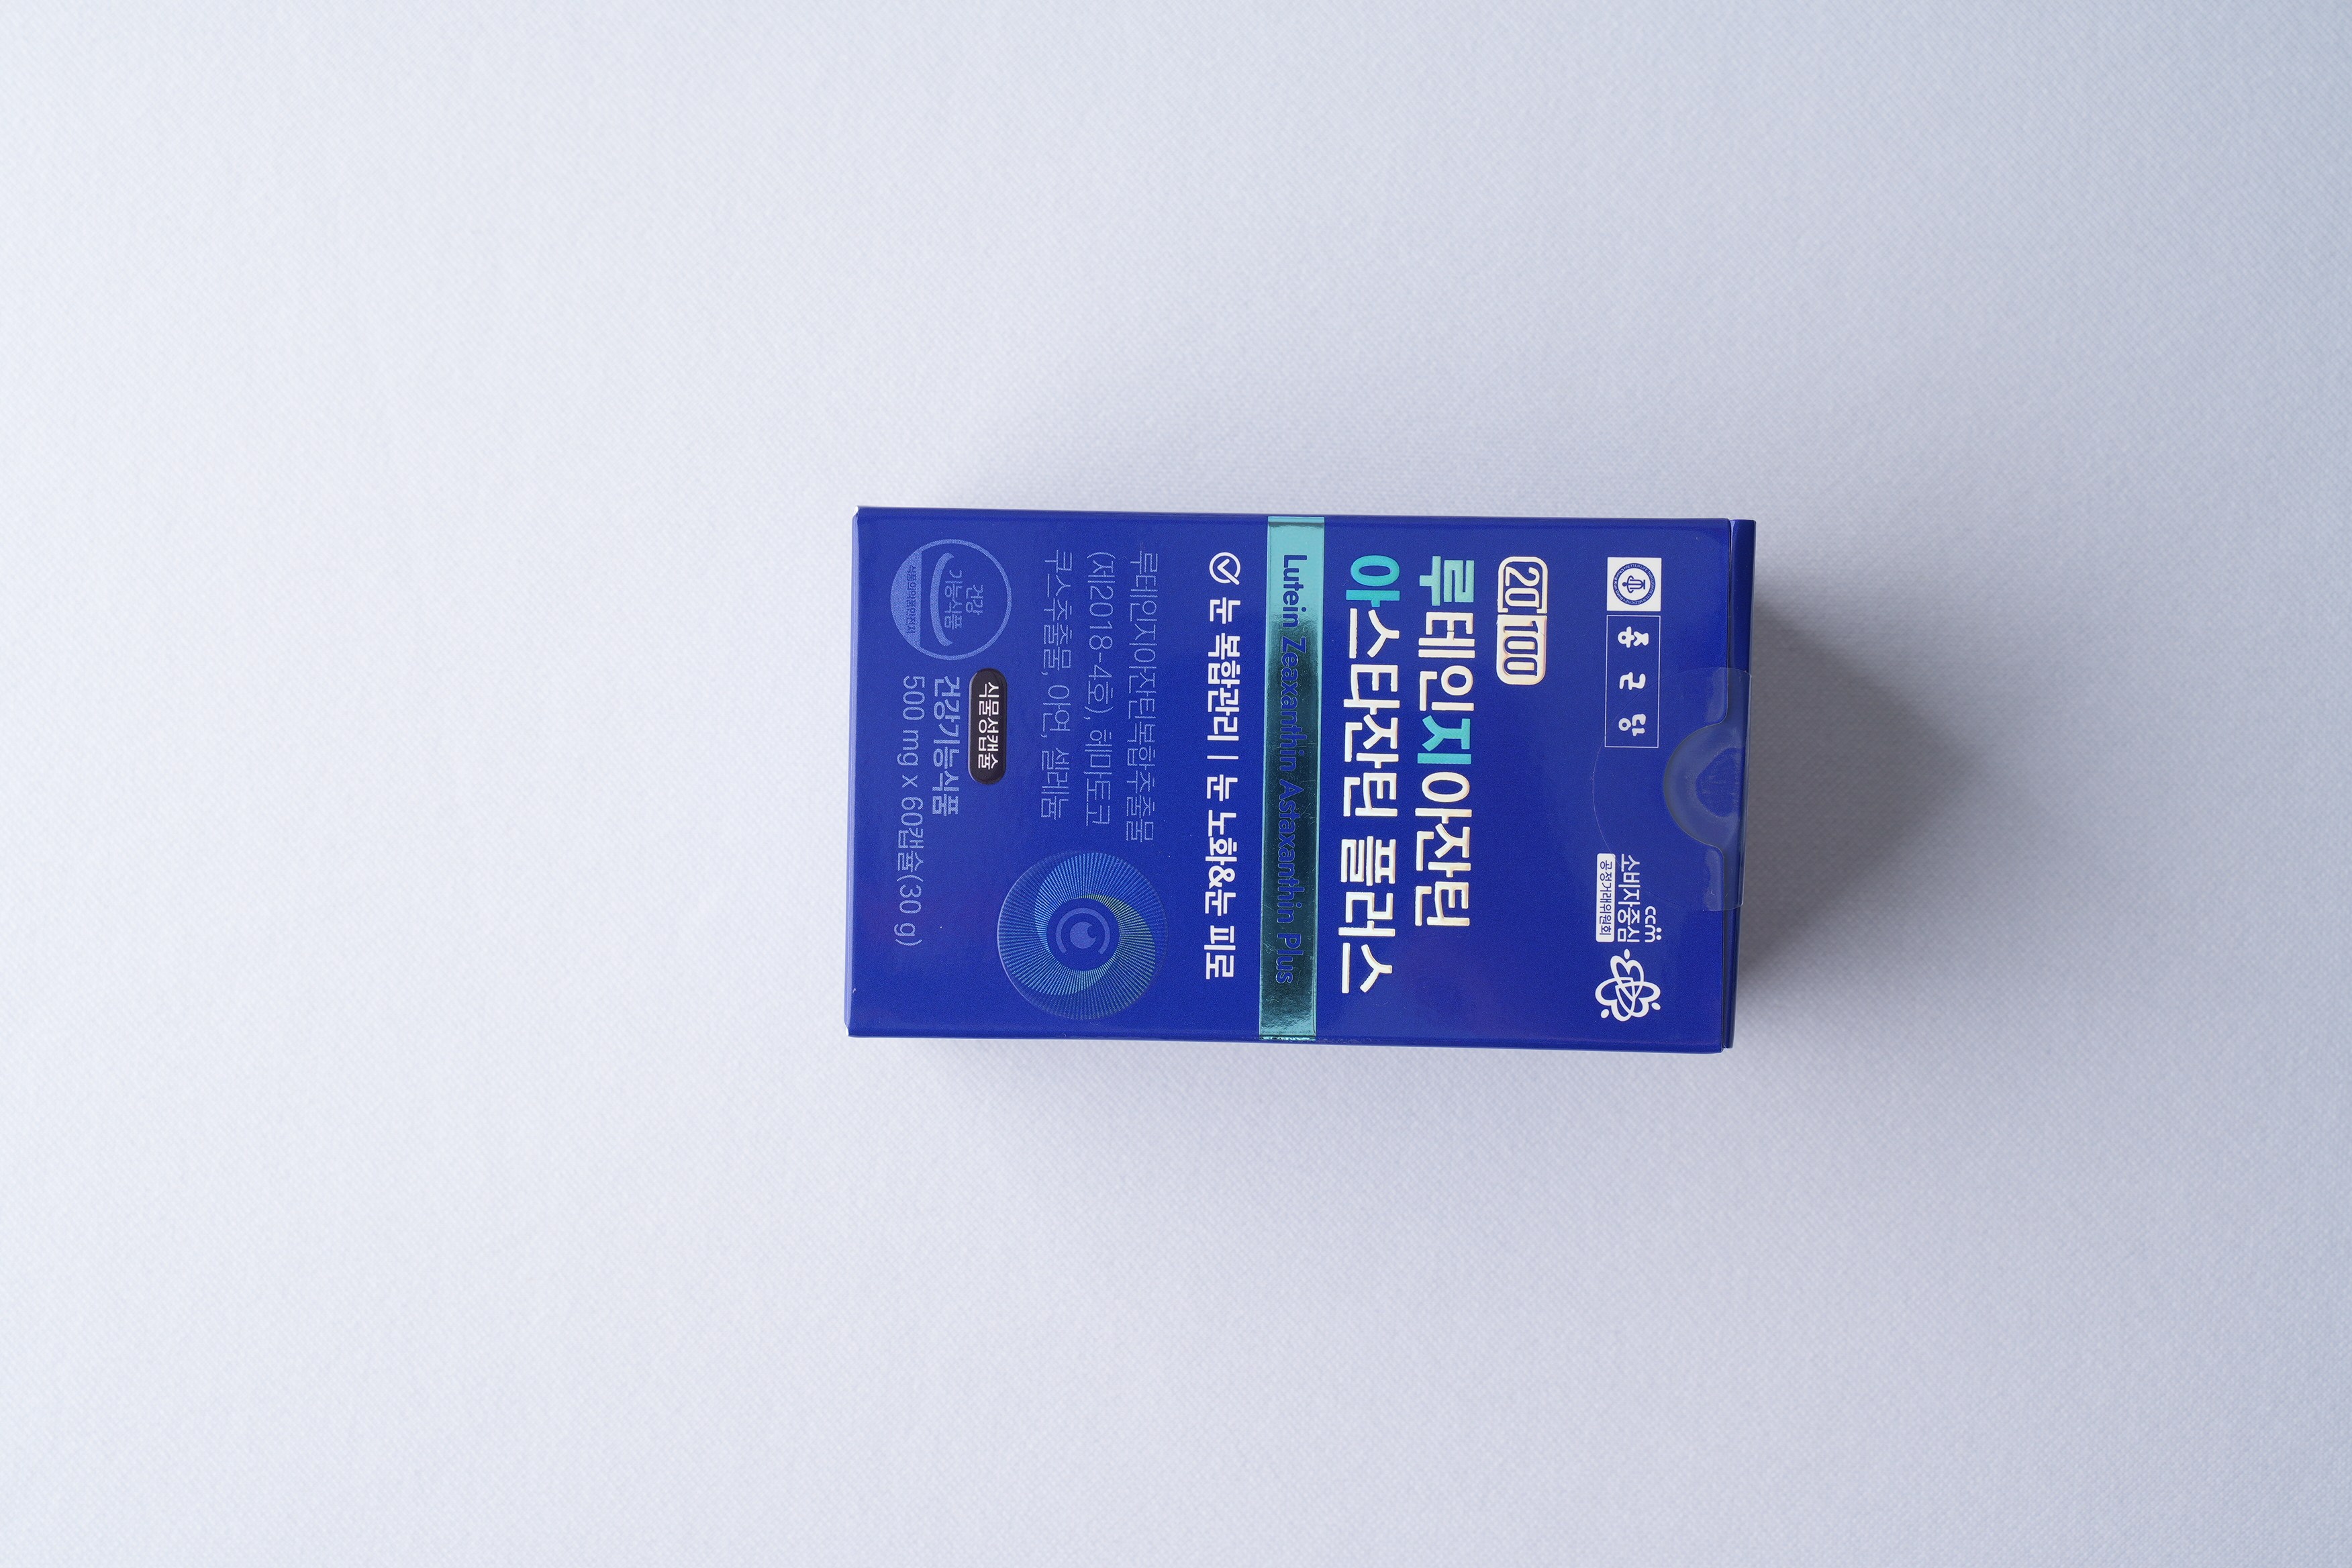 종근당
ccm
소비자중심
공정거래위원회
20 100
루테인지아잔틴
아스타잔틴 플러스
Lutein Zeaxanthin Astaxanthin Plus
눈 복합관리 | 눈 노화&눈 피로
루테인지아잔틴복합추출물
(제2018-4호), 헤마토코
쿠스추출물, 아연, 셀레늄
식물성캡슐
건강
기능식품
식품의약품안전처
건강기능식품
500 mg x 60캡슐(30 g)